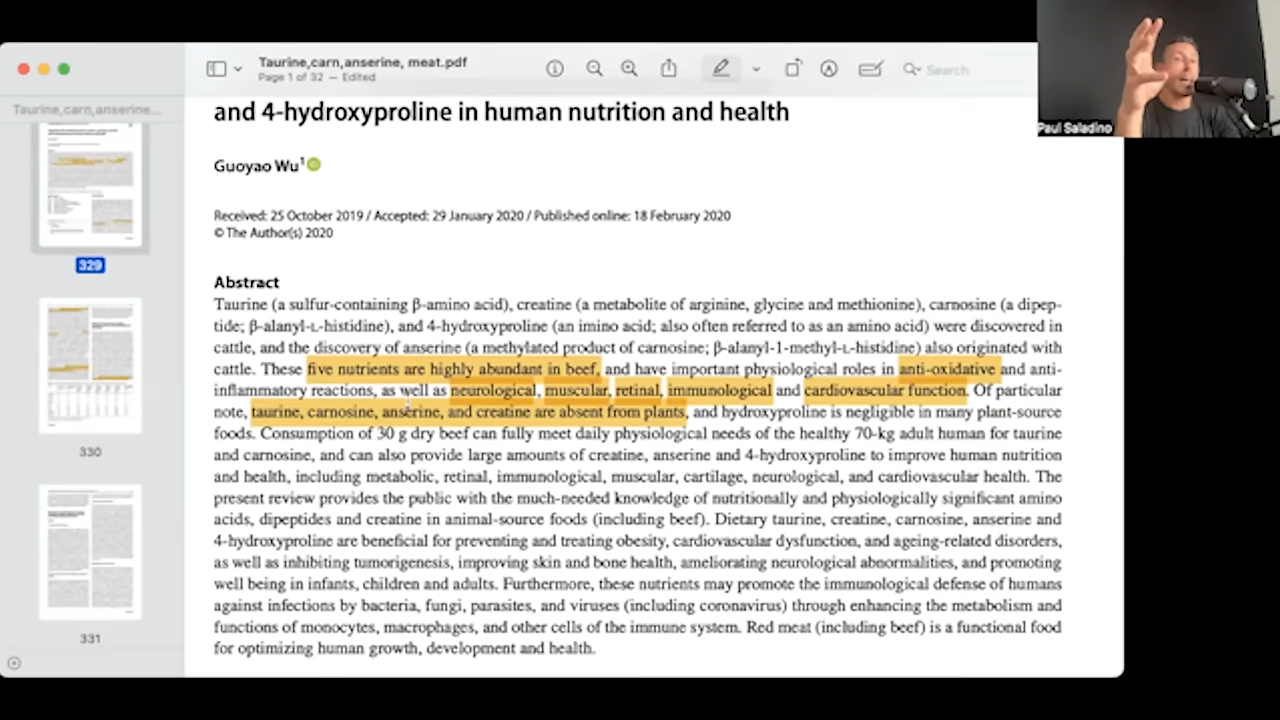 Taurine,carn,anserine, meat.pdf
Page 1 of 32 — Edited
Search
Paul Saladino
Taurine,carn,anserine...
329
330
331
and 4-hydroxyproline in human nutrition and health
Guoyao Wu1
Received: 25 October 2019 / Accepted: 29 January 2020 / Published online: 18 February 2020
© The Author(s) 2020
Abstract
Taurine (a sulfur-containing β-amino acid), creatine (a metabolite of arginine, glycine and methionine), carnosine (a dipep-
tide; β-alanyl-L-histidine), and 4-hydroxyproline (an imino acid; also often referred to as an amino acid) were discovered in
cattle, and the discovery of anserine (a methylated product of carnosine; β-alanyl-1-methyl-L-histidine) also originated with
cattle. These five nutrients are highly abundant in beef, and have important physiological roles in anti-oxidative and anti-
inflammatory reactions, as well as neurological, muscular, retinal, immunological and cardiovascular function. Of particular
note, taurine, carnosine, anserine, and creatine are absent from plants, and hydroxyproline is negligible in many plant-source
foods. Consumption of 30 g dry beef can fully meet daily physiological needs of the healthy 70-kg adult human for taurine
and carnosine, and can also provide large amounts of creatine, anserine and 4-hydroxyproline to improve human nutrition
and health, including metabolic, retinal, immunological, muscular, cartilage, neurological, and cardiovascular health. The
present review provides the public with the much-needed knowledge of nutritionally and physiologically significant amino
acids, dipeptides and creatine in animal-source foods (including beef). Dietary taurine, creatine, carnosine, anserine and
4-hydroxyproline are beneficial for preventing and treating obesity, cardiovascular dysfunction, and ageing-related disorders,
as well as inhibiting tumorigenesis, improving skin and bone health, ameliorating neurological abnormalities, and promoting
well being in infants, children and adults. Furthermore, these nutrients may promote the immunological defense of humans
against infections by bacteria, fungi, parasites, and viruses (including coronavirus) through enhancing the metabolism and
functions of monocytes, macrophages, and other cells of the immune system. Red meat (including beef) is a functional food
for optimizing human growth, development and health.